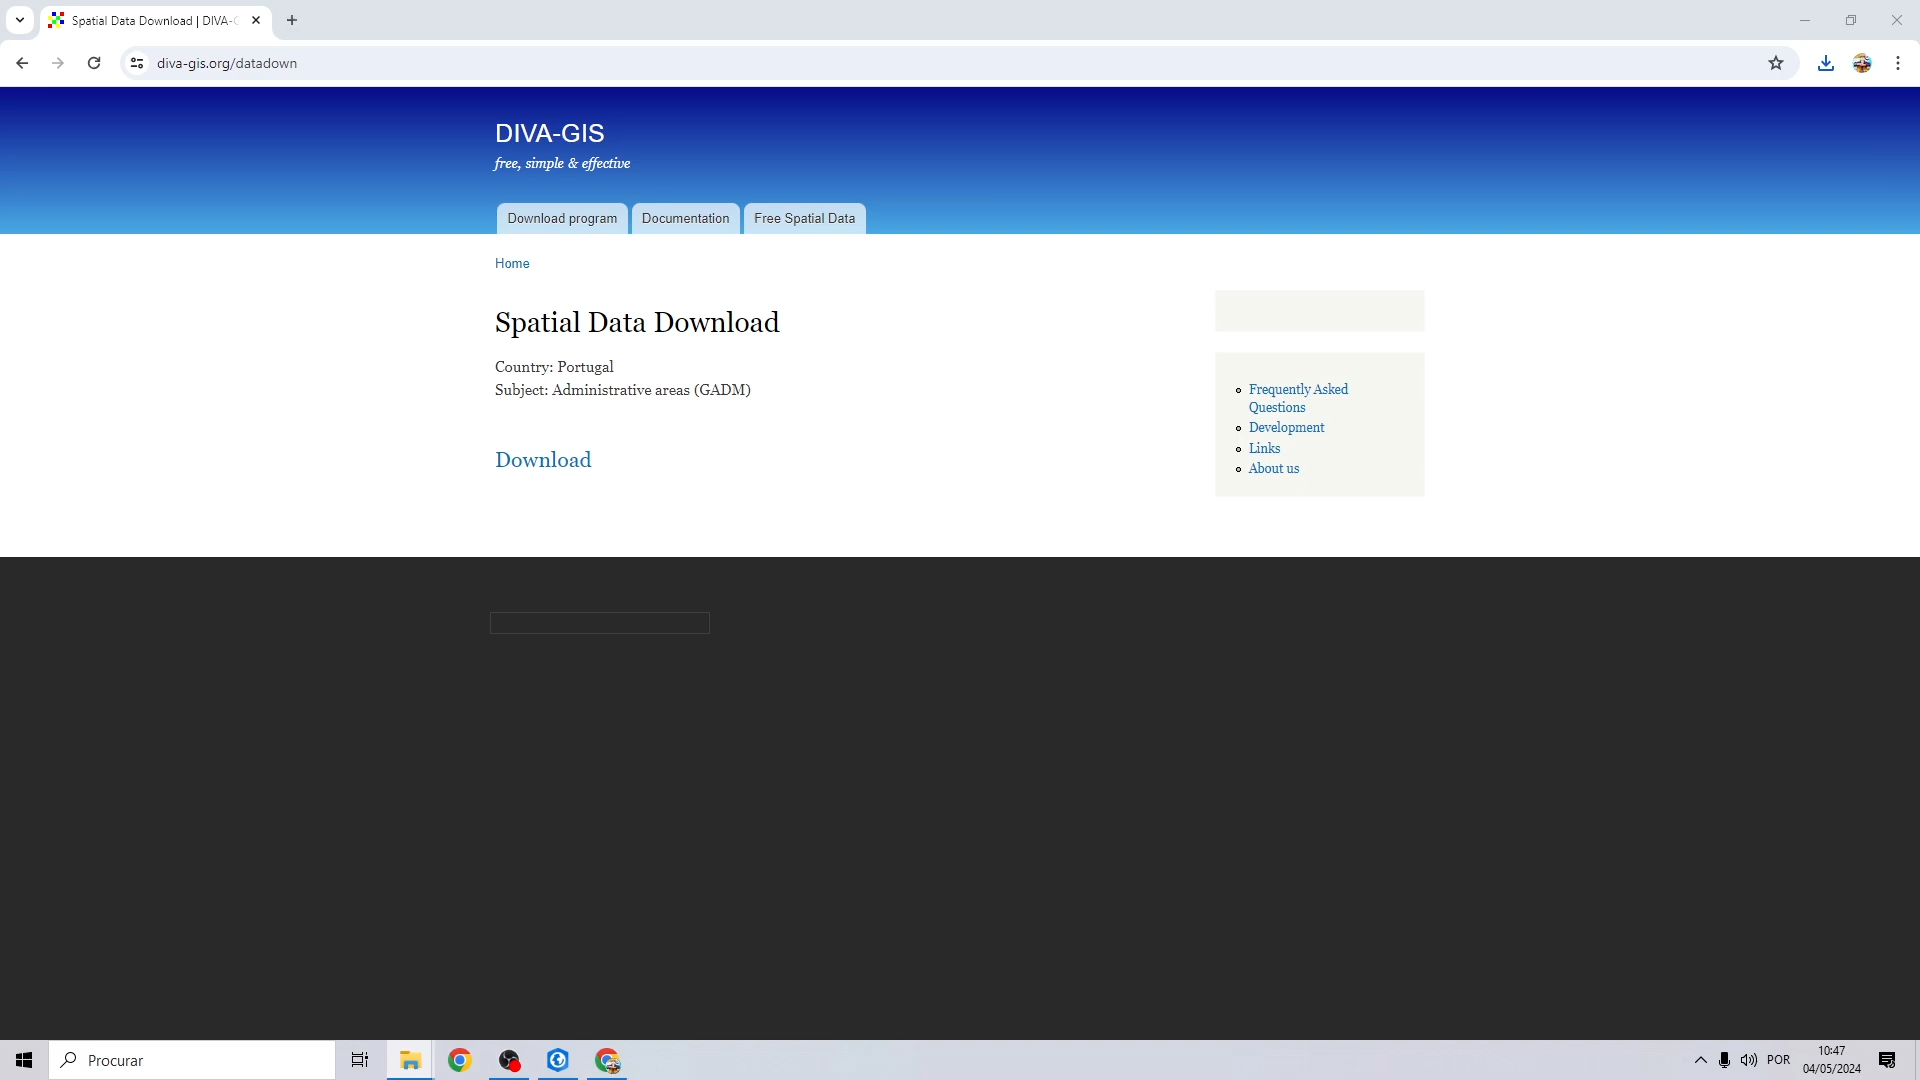 Spatial Data Download | DIVA-G
diva-gis.org/datadown
DIVA-GIS
free, simple & effective
Download program
Documentation
Free Spatial Data
Home
Spatial Data Download
Country: Portugal
Subject: Administrative areas (GADM)
Download
Frequently Asked
Questions
Development
Links
About us
Procurar
POR
10:47
04/05/2024